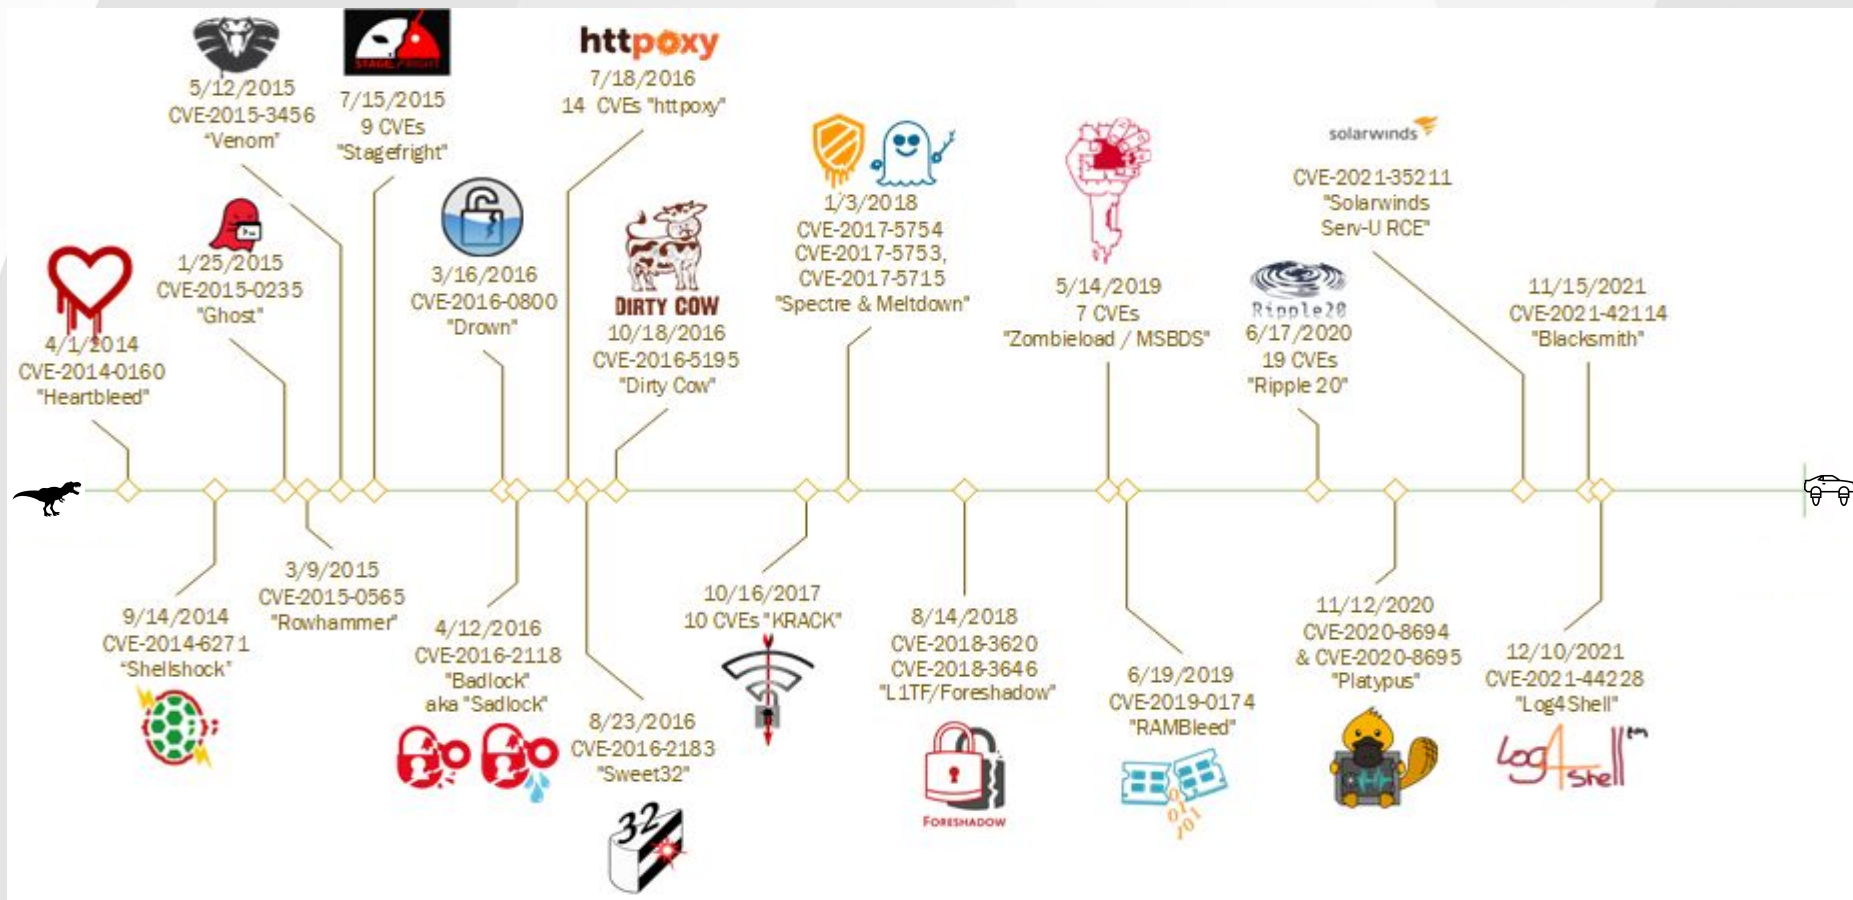 5/12/2015
CVE-2015-3456
"Venom"
STAGEFRIGHT
7/15/2015
9 CVEs
"Stagefright"
httpoxy
7/18/2016
14 CVEs "httpoxy"
1/25/2015
CVE-2015-0235
"Ghost"
4/1/2014
CVE-2014-0160
"Heartbleed"
3/16/2016
CVE-2016-0800
"Drown"
DIRTY COW
10/18/2016
CVE-2016-5195
"Dirty Cow"
1/3/2018
CVE-2017-5754
CVE-2017-5753,
CVE-2017-5715
"Spectre & Meltdown"
5/14/2019
7 CVEs
"Zombieload / MSBDS"
solarwinds
CVE-2021-35211
"Solarwinds
Serv-U RCE"
Ripple20
6/17/2020
19 CVEs
"Ripple 20"
11/15/2021
CVE-2021-42114
"Blacksmith"
9/14/2014
CVE-2014-6271
"Shellshock"
3/9/2015
CVE-2015-0565
"Rowhammer"
4/12/2016
CVE-2016-2118
"Badlock"
aka "Sadlock"
8/23/2016
CVE-2016-2183
"Sweet32"
32
10/16/2017
10 CVEs "KRACK"
8/14/2018
CVE-2018-3620
CVE-2018-3646
"L1TF/Foreshadow"
FORESHADOW
6/19/2019
CVE-2019-0174
"RAMBleed"
01
01
101
11/12/2020
CVE-2020-8694
& CVE-2020-8695
"Platypus"
12/10/2021
CVE-2021-44228
"Log4Shell"
Log4shell tm